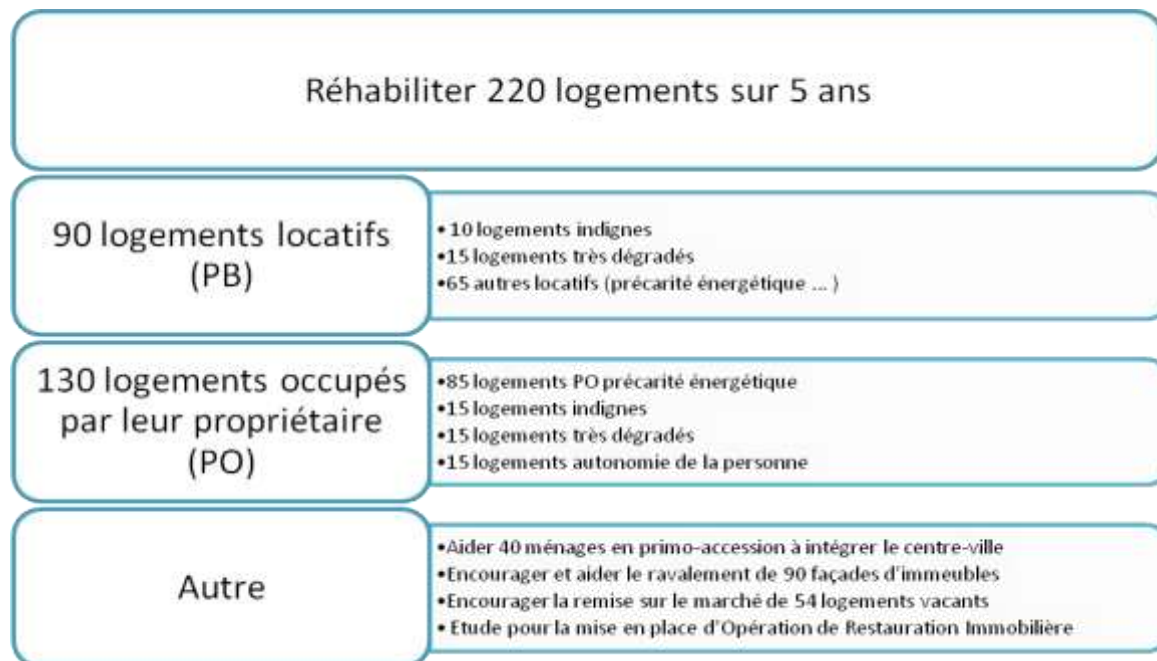 Réhabiliter 220 logements sur 5 ans
90 logements locatifs
(PB)
• 10 logements indignes
•15 logements très dégradés
•65 autres locatifs (précarité énergétique ... )
130 logements occupés
par leur propriétaire
(PO)
•85 logements PO précarité énergétique
•15 logements indignes
•15 logements très dégradés
•15 logements autonomie de la personne
Autre
•Aider 40 ménages en primo-accession à intégrer le centre-ville
•Encourager et aider le ravalement de 90 façades d'immeubles
•Encourager la remise sur le marché de 54 logements vacants
• Etude pour la mise en place d'Opération de Restauration Immobilière